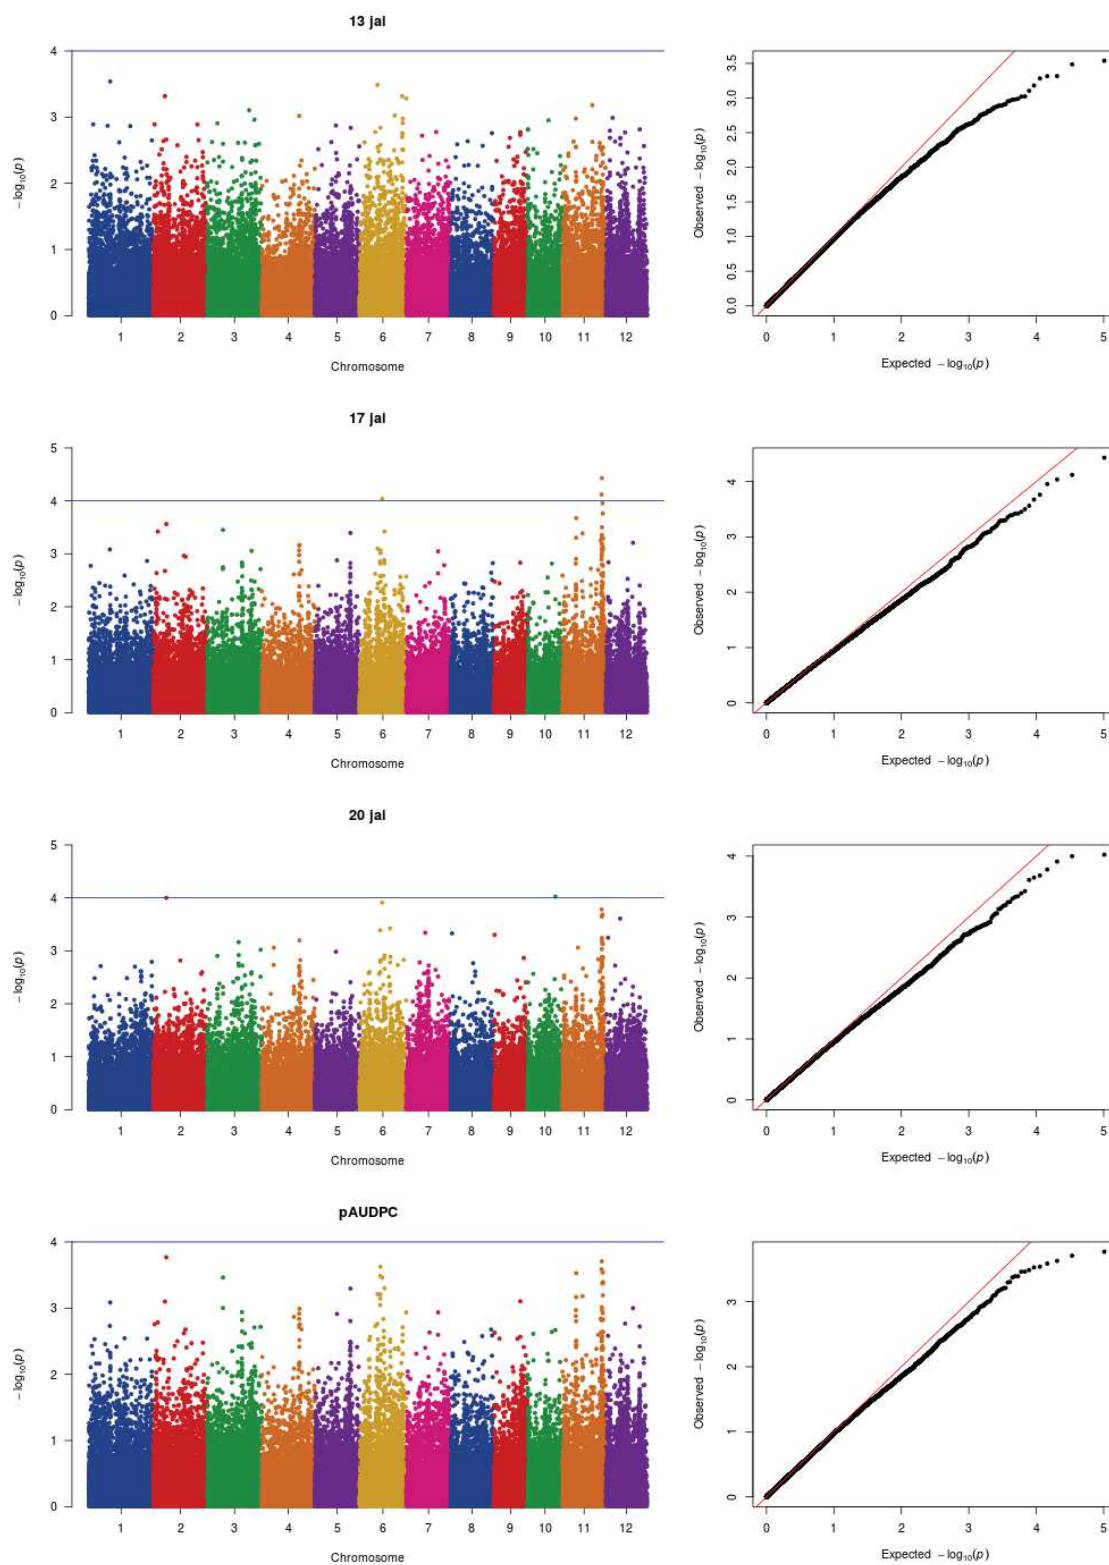 13 jai
4
3
2
1
0
−log10(p)
1 2 3 4 5 6 7 8 9 10 11 12
Chromosome
3.5
3.0
2.5
2.0
1.5
1.0
0.5
0.0
Observed −log10(p)
0 1 2 3 4 5
Expected −log10(p)
17 jai
5
4
3
2
1
0
−log10(p)
1 2 3 4 5 6 7 8 9 10 11 12
Chromosome
4
3
2
1
0
Observed −log10(p)
0 1 2 3 4 5
Expected −log10(p)
20 jai
5
4
3
2
1
0
−log10(p)
1 2 3 4 5 6 7 8 9 10 11 12
Chromosome
4
3
2
1
0
Observed −log10(p)
0 1 2 3 4 5
Expected −log10(p)
pAUDPC
4
3
2
1
0
−log10(p)
1 2 3 4 5 6 7 8 9 10 11 12
Chromosome
3
2
1
0
Observed −log10(p)
0 1 2 3 4 5
Expected −log10(p)